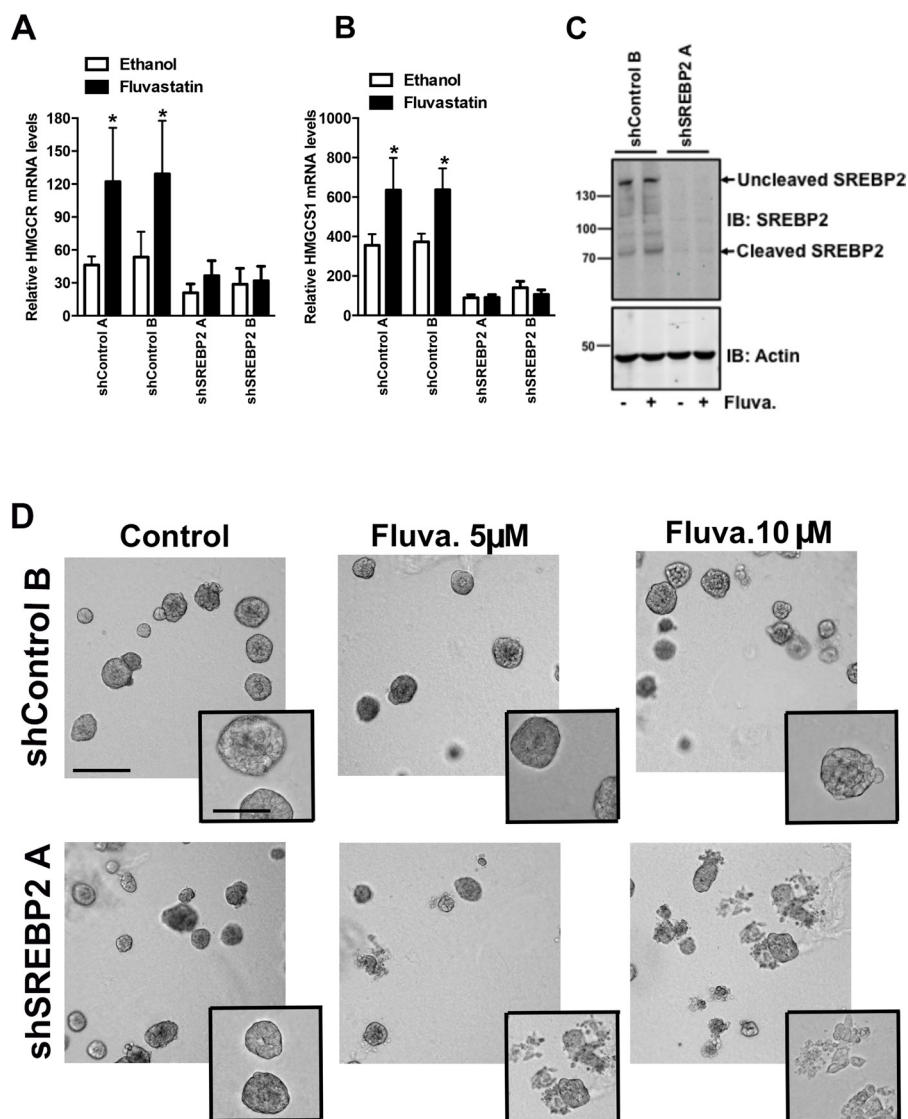 A
Ethanol
Fluvastatin
Relative HMGCR mRNA levels
180
150
120
90
60
30
0
*
*
shControl A
shControl B
shSREBP2 A
shSREBP2 B
B
Ethanol
Fluvastatin
Relative HMGCS1 mRNA levels
1000
800
600
400
200
0
*
*
shControl A
shControl B
shSREBP2 A
shSREBP2 B
C
shControl B
shSREBP2 A
130
100
70
Uncleaved SREBP2
IB: SREBP2
Cleaved SREBP2
50
IB: Actin
- + - + Fluva.
D
Control
Fluva. 5µM
Fluva.10 µM
shControl B
shSREBP2 A